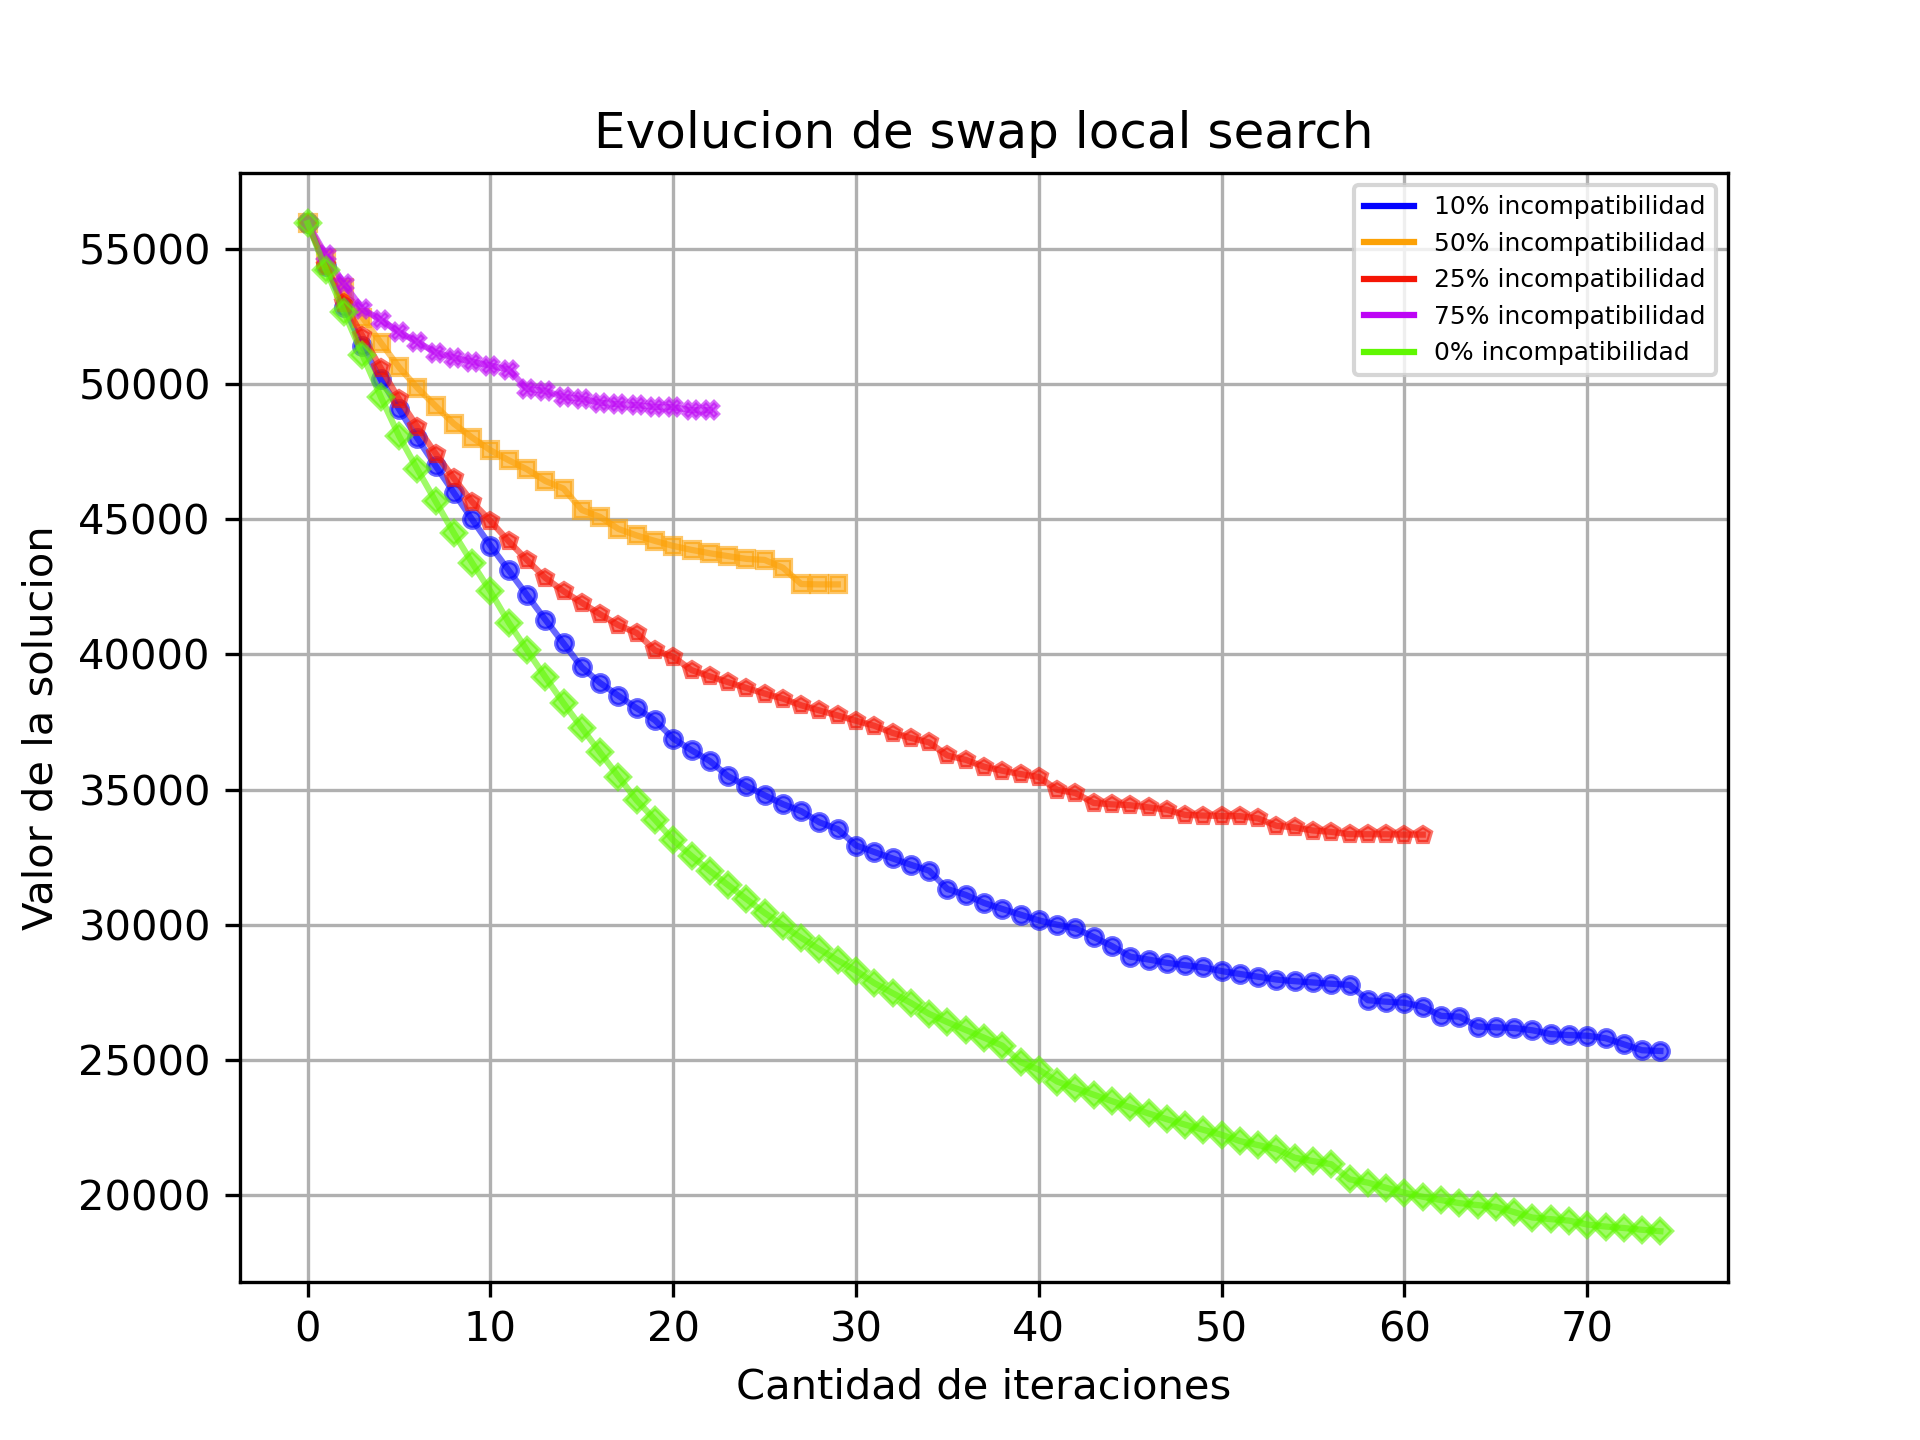 Evolucion de swap local search
10% incompatibilidad
50% incompatibilidad
25% incompatibilidad
75% incompatibilidad
0% incompatibilidad
Valor de la solucion
55000
50000
45000
40000
35000
30000
25000
20000
0 10 20 30 40 50 60 70
Cantidad de iteraciones